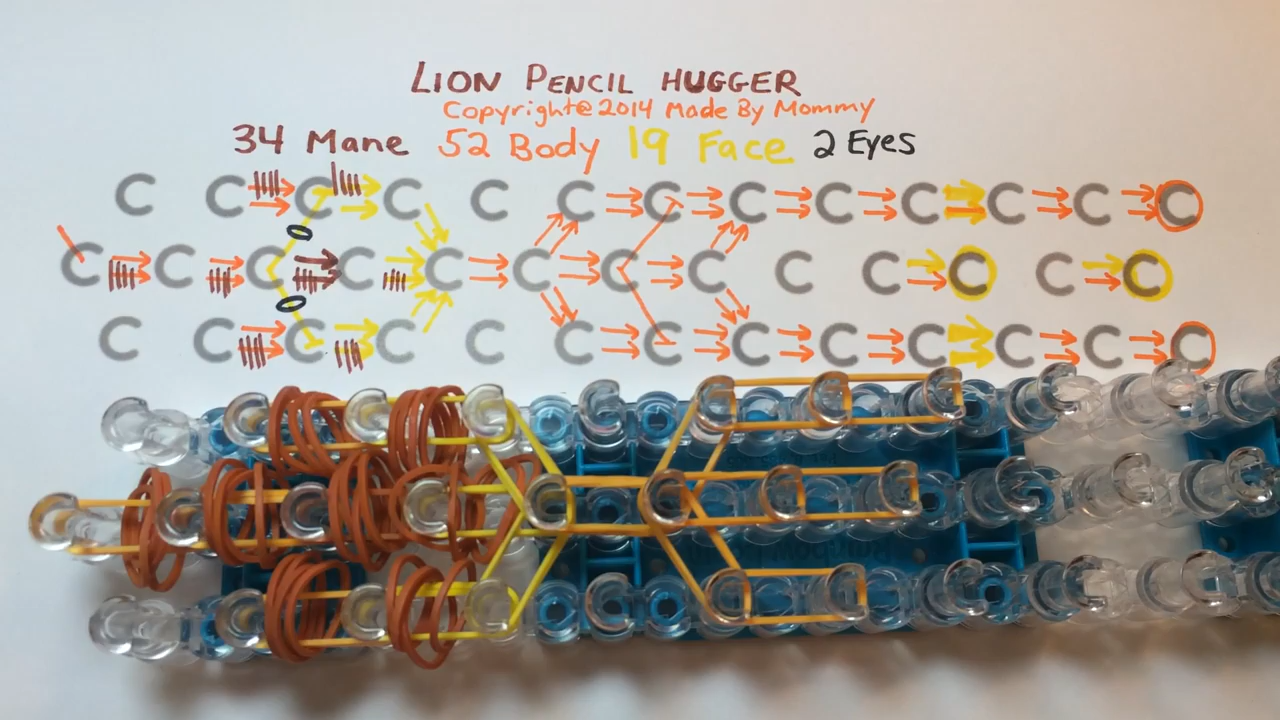 LION PENCIL HUGGER
Copyright@2014 Made By Mommy
34 Mane 52 Body 19 Face 2 Eyes
C C C C C C C C C C C C C
C C C C C C C C C C C C C
C C C C C C C C C C C C C